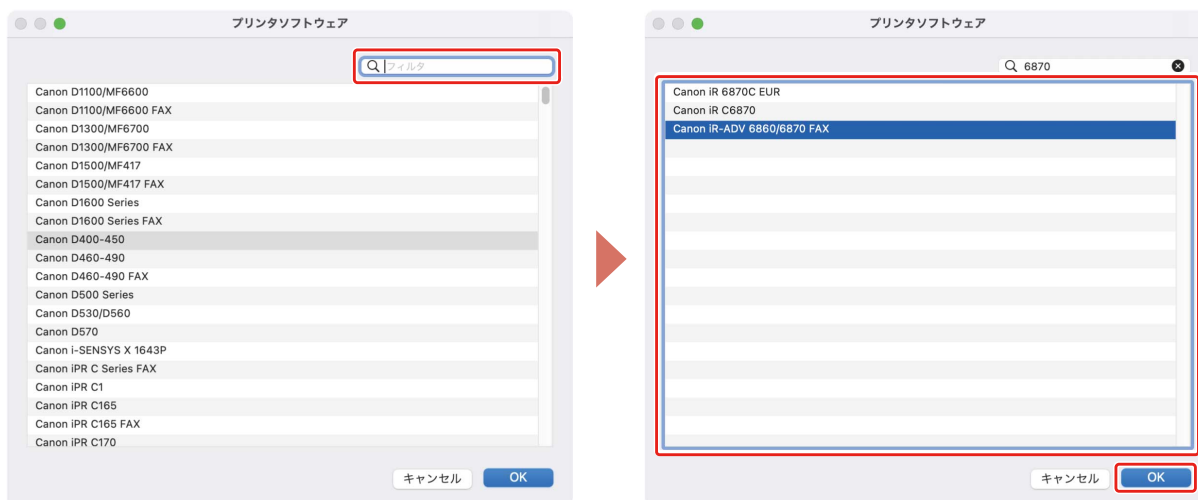 プリンタソフトウェア
フィルタ
Canon D1100/MF6600
Canon D1100/MF6600 FAX
Canon D1300/MF6700
Canon D1300/MF6700 FAX
Canon D1500/MF417
Canon D1500/MF417 FAX
Canon D1600 Series
Canon D1600 Series FAX
Canon D400-450
Canon D460-490
Canon D460-490 FAX
Canon D500 Series
Canon D530/D560
Canon D570
Canon i-SENSYS X 1643P
Canon iPR C Series FAX
Canon iPR C1
Canon iPR C165
Canon iPR C165 FAX
Canon iPR C170
キャンセル
OK
プリンタソフトウェア
6870
Canon iR 6870C EUR
Canon iR C6870
Canon iR-ADV 6860/6870 FAX
キャンセル
OK